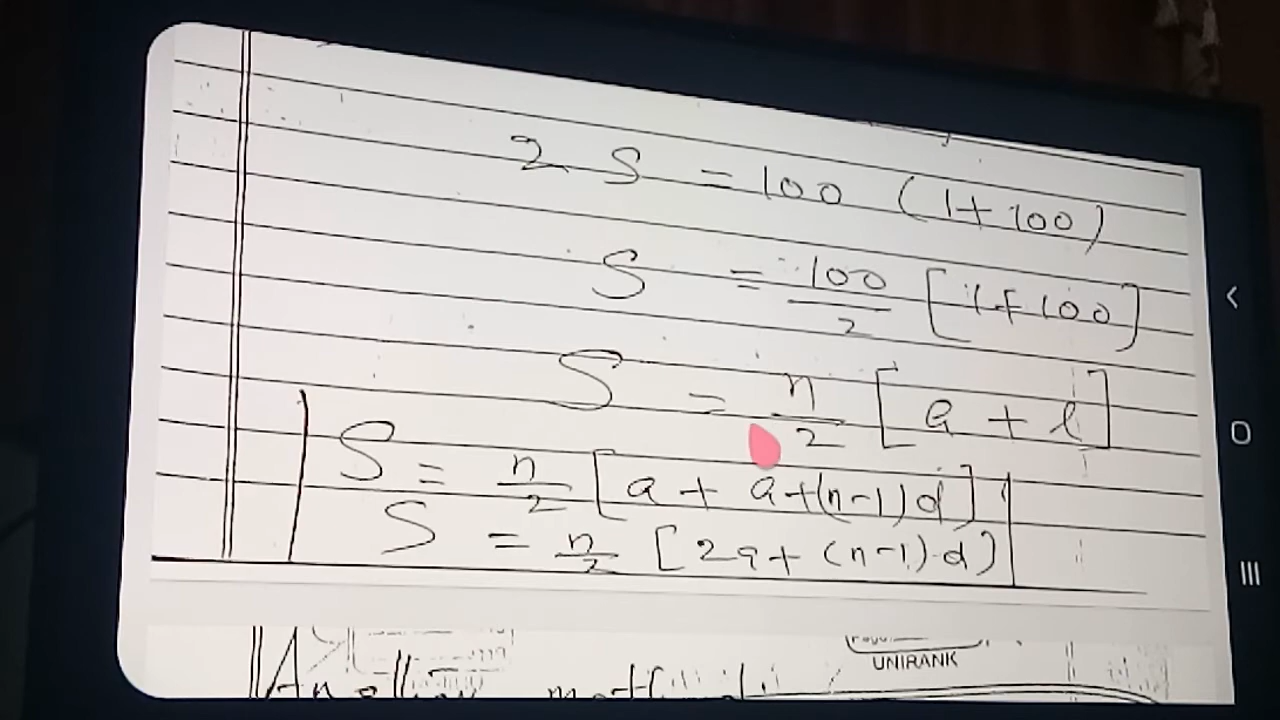 2S = 100 (1+100)
S = 100/2 [1+100]
S = n/2 [a + l]
S = n/2 [a + a+(n-1)d]
S = n/2 [2a+(n-1).d]
UNIRANK